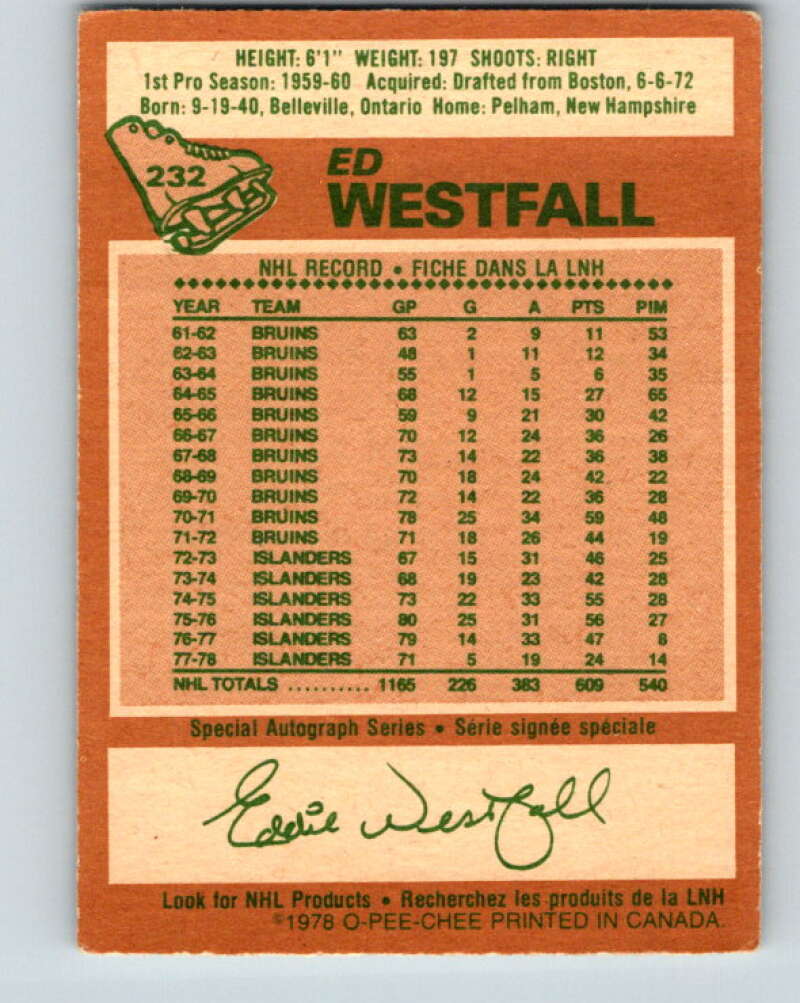 HEIGHT: 6'1" WEIGHT: 197 SHOOTS: RIGHT
1st Pro Season: 1959-60 Acquired: Drafted from Boston, 6-6-72
Born: 9-19-40, Belleville, Ontario Home: Pelham, New Hampshire
232
ED
WESTFALL
NHL RECORD • FICHE DANS LA LNH
YEAR TEAM GP G A PTS PIM
61-62 BRUINS 63 2 9 11 53
62-63 BRUINS 48 1 11 12 34
63-64 BRUINS 55 1 5 6 35
64-65 BRUINS 68 12 15 27 65
65-66 BRUINS 59 9 21 30 42
66-67 BRUINS 70 12 24 36 26
67-68 BRUINS 73 14 22 36 38
68-69 BRUINS 70 18 24 42 22
69-70 BRUINS 72 14 22 36 28
70-71 BRUINS 78 25 34 59 48
71-72 BRUINS 71 18 26 44 19
72-73 ISLANDERS 67 15 31 46 25
73-74 ISLANDERS 68 19 23 42 28
74-75 ISLANDERS 73 22 33 55 28
75-76 ISLANDERS 80 25 31 56 27
76-77 ISLANDERS 79 14 33 47 8
77-78 ISLANDERS 71 5 19 24 14
NHL TOTALS .......... 1165 226 383 609 540
Special Autograph Series • Série signée spéciale
Eddie Westfall
Look for NHL Products • Recherchez les produits de la LNH
©1978 O-PEE-CHEE PRINTED IN CANADA.